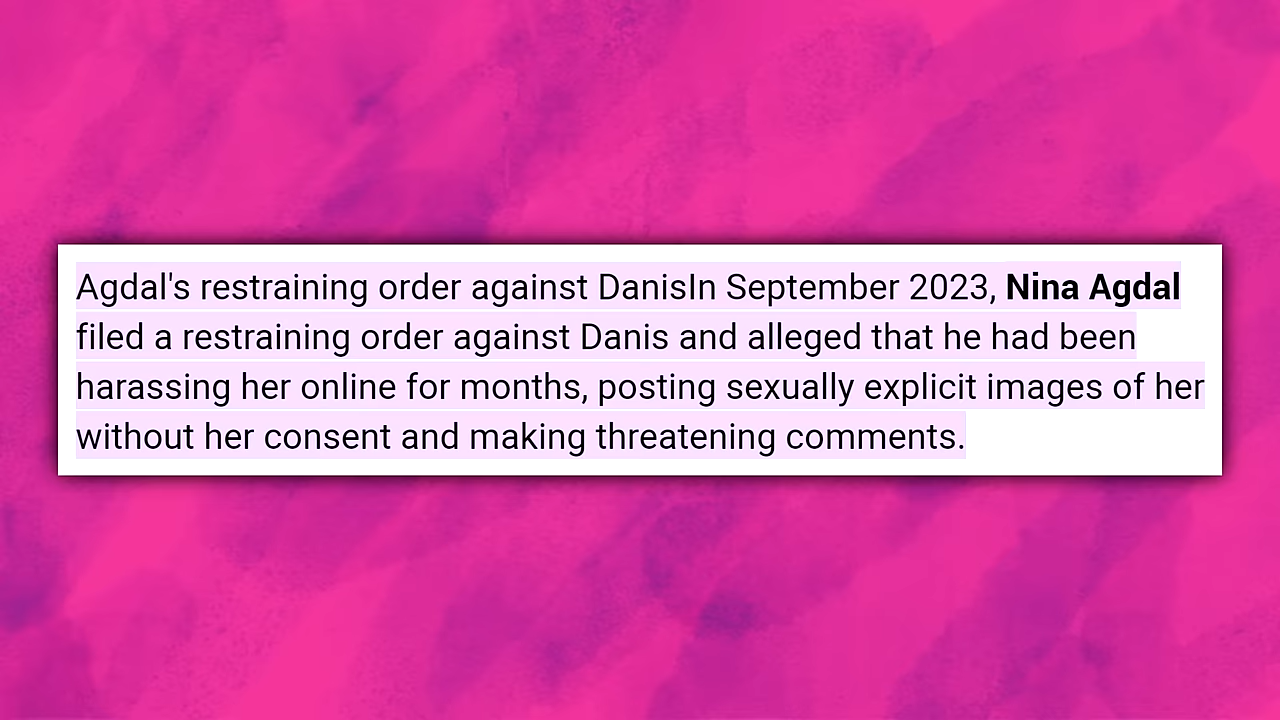 Agdal's restraining order against DanisIn September 2023, Nina Agdal
filed a restraining order against Danis and alleged that he had been
harassing her online for months, posting sexually explicit images of her
without her consent and making threatening comments.